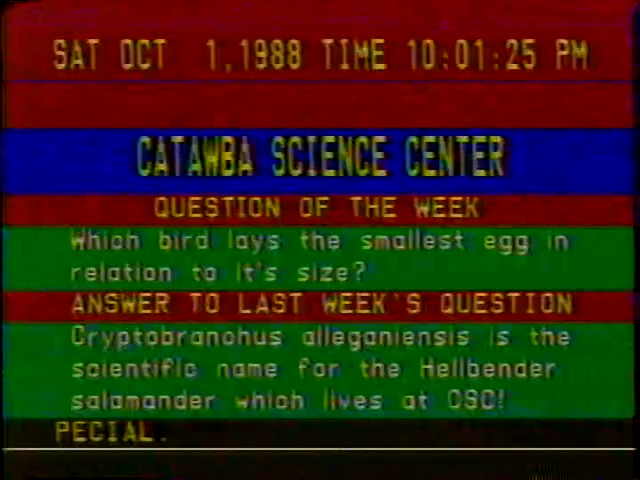 SAT OCT 1,1988 TIME 10:01:25 PM
CATAWBA SCIENCE CENTER
QUESTION OF THE WEEK
Which bird lays the smallest egg in
relation to it's size?
ANSWER TO LAST WEEK'S QUESTION
Cryptobranchus alleganiensis is the
scientific name for the Hellbender
salamander which lives at CSC!
PECIAL.